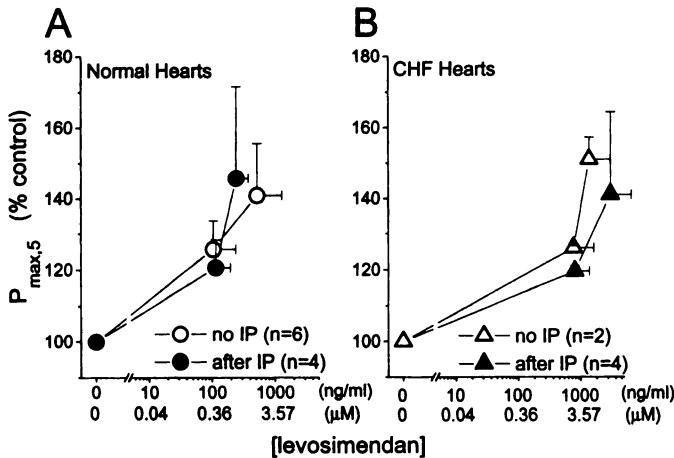 A
B
Normal Hearts
CHF Hearts
P max,5 (% control)
180
160
140
120
100
180
160
140
120
100
no IP (n=6)
after IP (n=4)
no IP (n=2)
after IP (n=4)
0 10 100 1000 (ng/ml)
0 0.04 0.36 3.57 (µM)
0 10 100 1000 (ng/ml)
0 0.04 0.36 3.57 (µM)
[levosimendan]